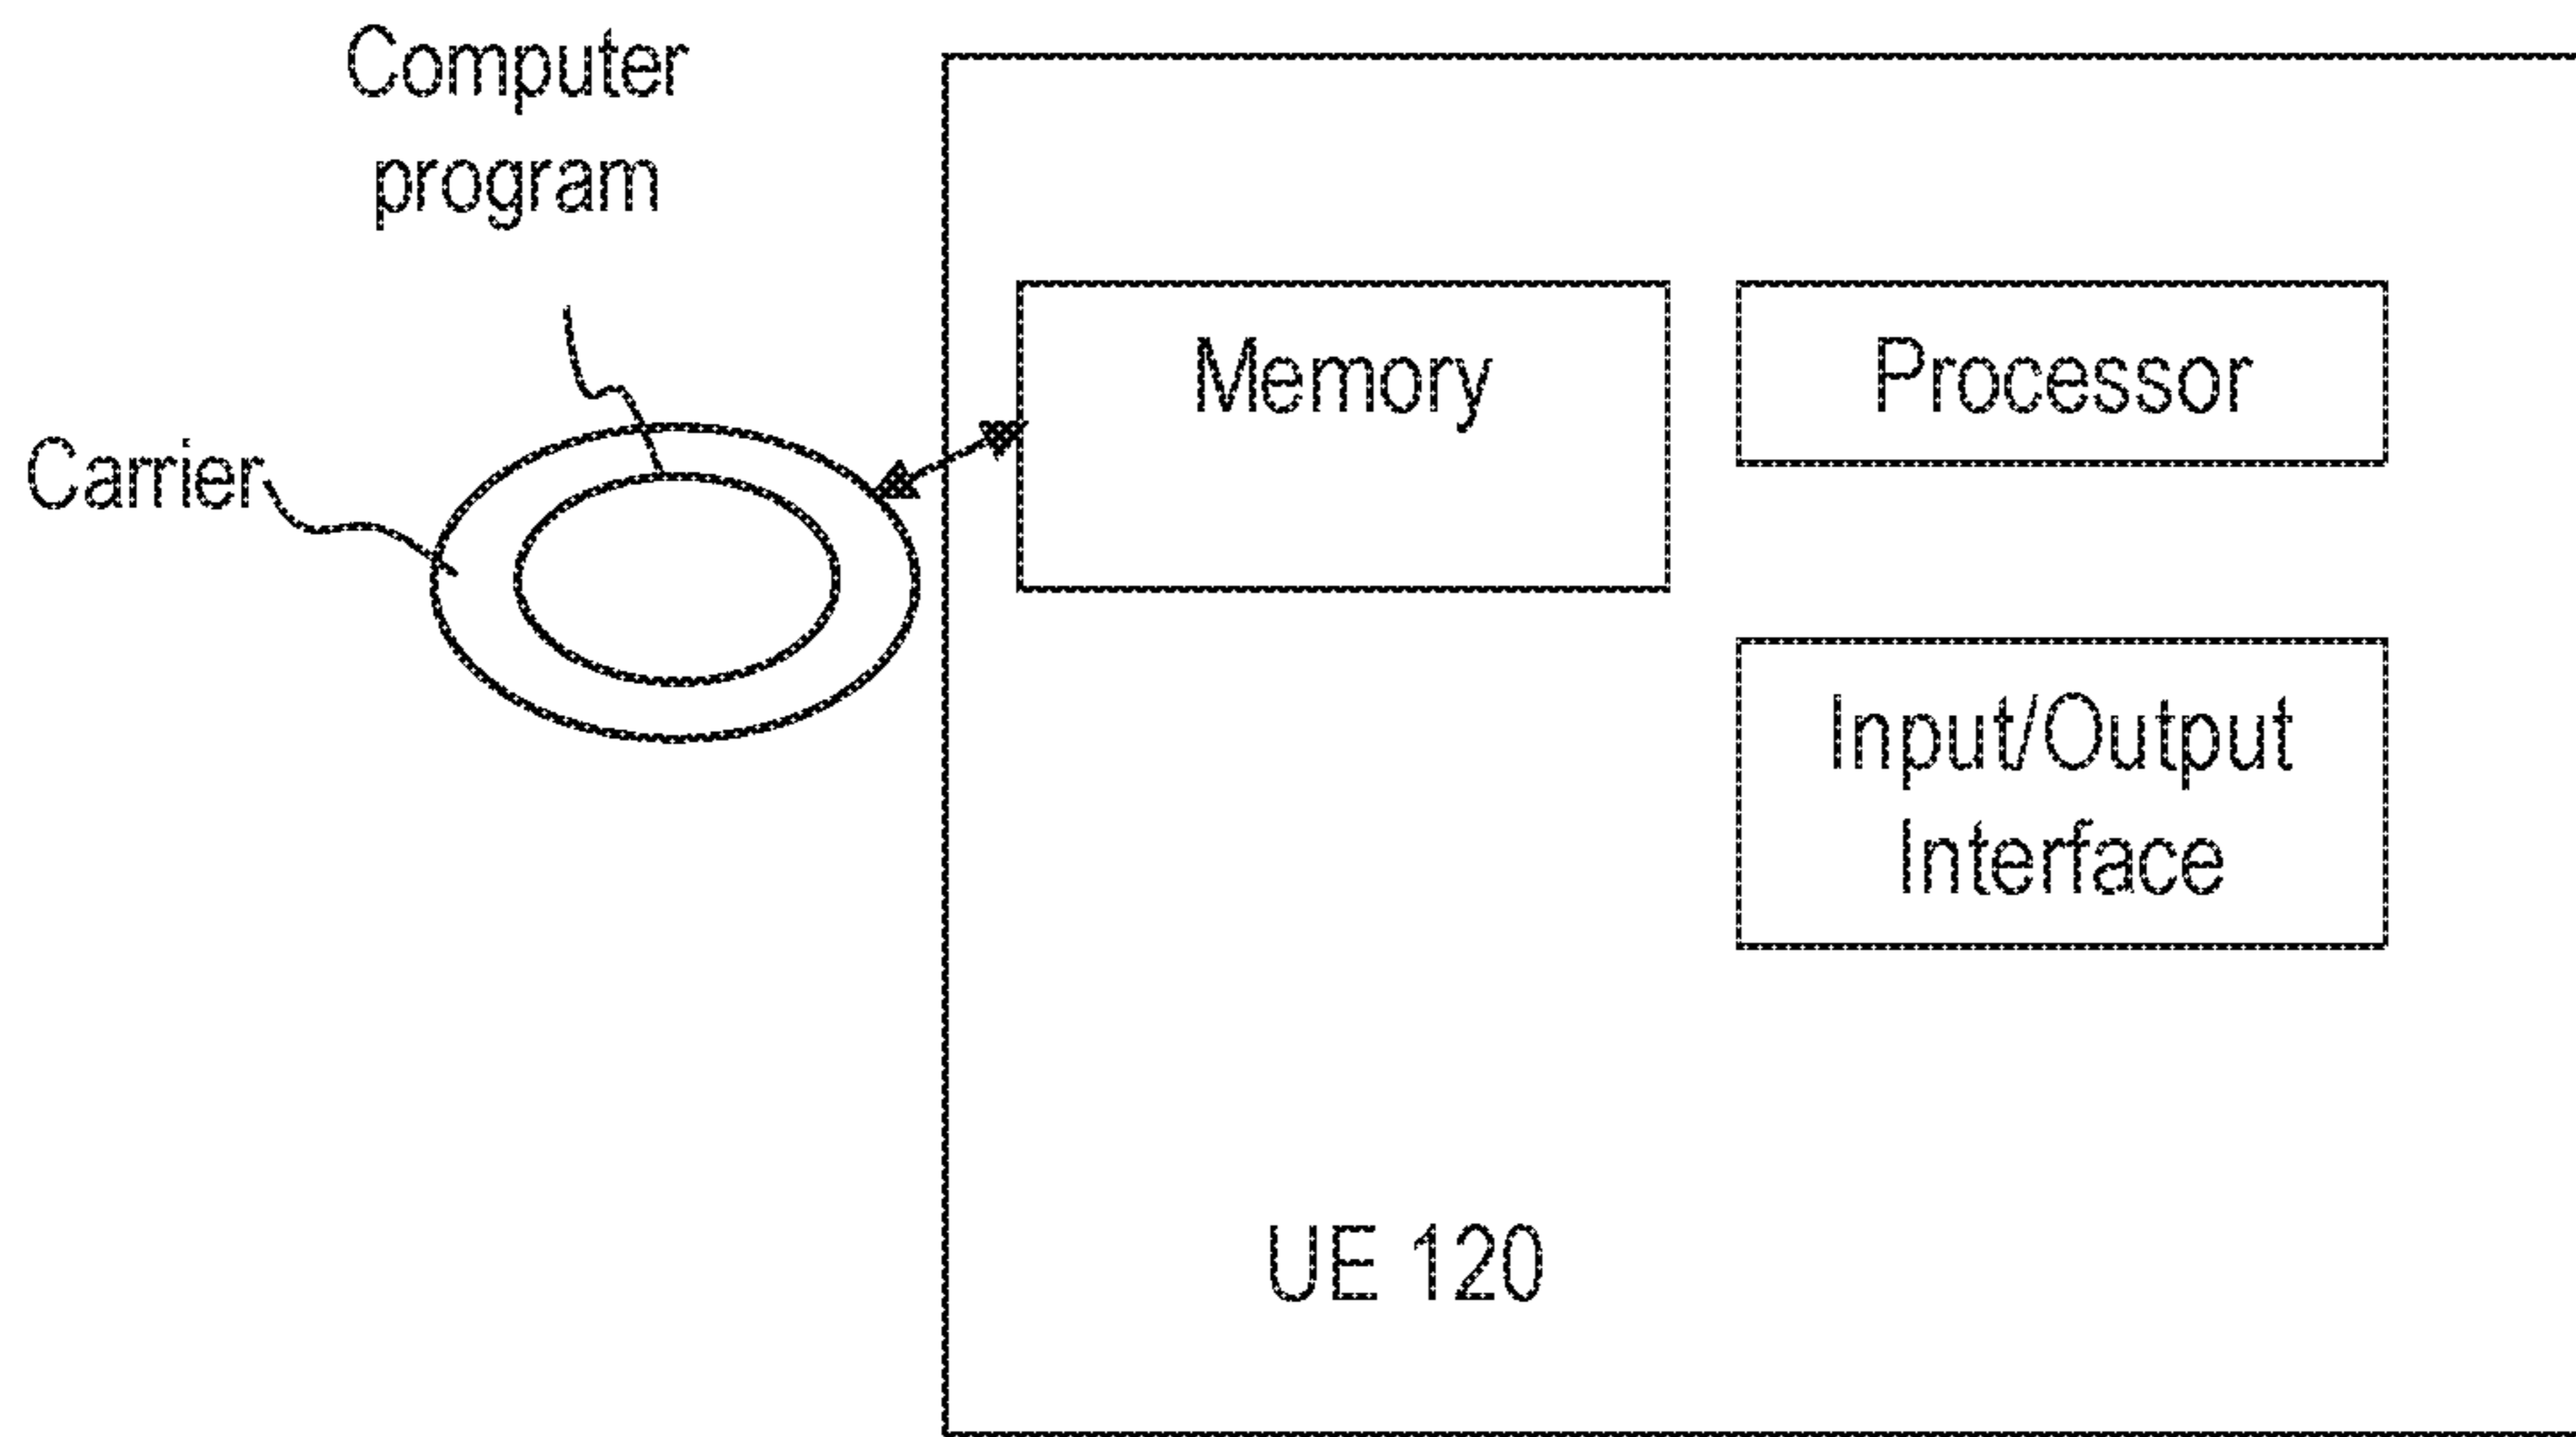 Computer
program
Carrier
Memory
Processor
Input/Output
Interface
UE 120